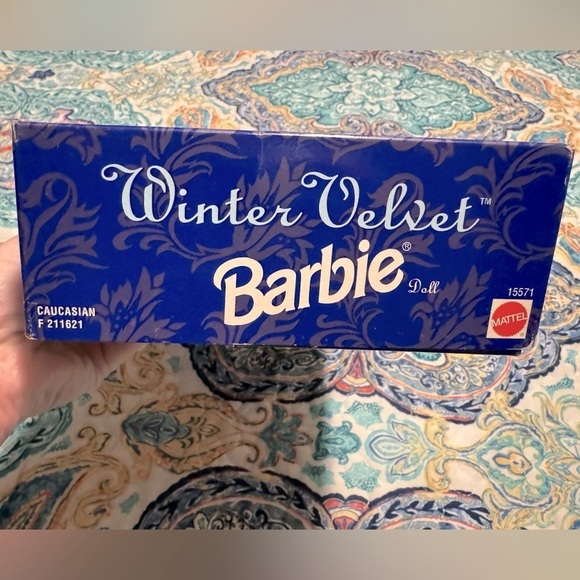 Winter Velvet™
Barbie®
Doll
15571
CAUCASIAN
F 211621
MATTEL